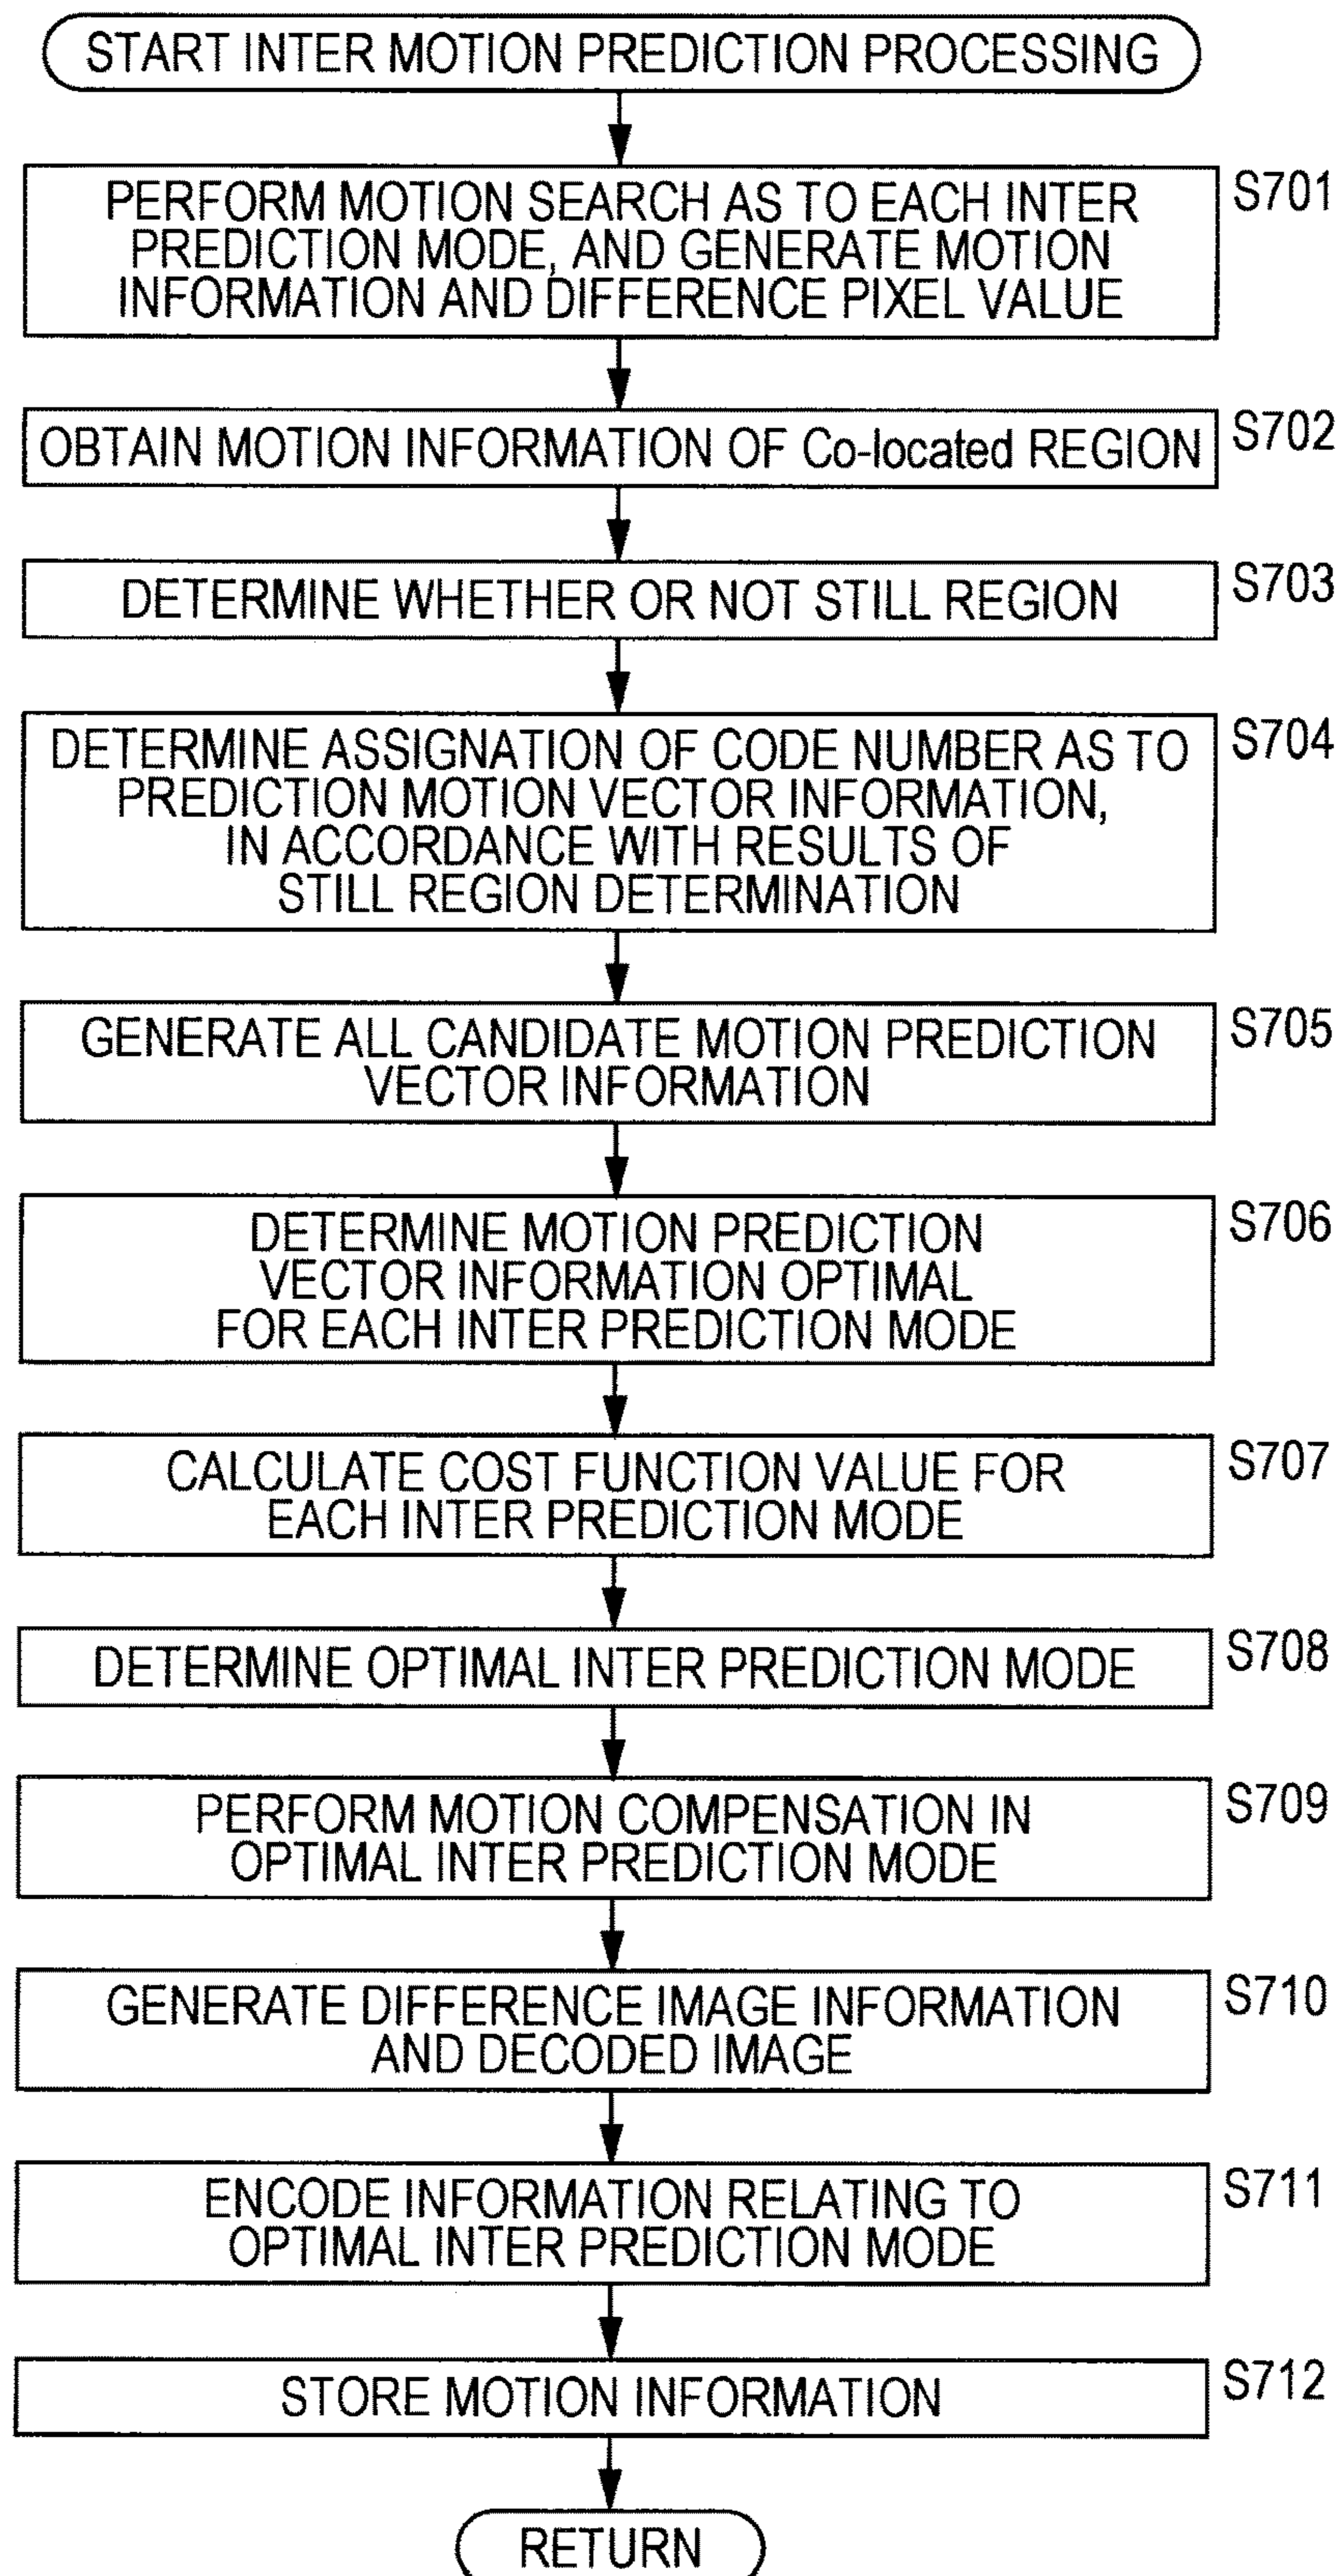 START INTER MOTION PREDICTION PROCESSING
PERFORM MOTION SEARCH AS TO EACH INTER
PREDICTION MODE, AND GENERATE MOTION
INFORMATION AND DIFFERENCE PIXEL VALUE
S701
OBTAIN MOTION INFORMATION OF Co-located REGION
S702
DETERMINE WHETHER OR NOT STILL REGION
S703
DETERMINE ASSIGNATION OF CODE NUMBER AS TO
PREDICTION MOTION VECTOR INFORMATION,
IN ACCORDANCE WITH RESULTS OF
STILL REGION DETERMINATION
S704
GENERATE ALL CANDIDATE MOTION PREDICTION
VECTOR INFORMATION
S705
DETERMINE MOTION PREDICTION
VECTOR INFORMATION OPTIMAL
FOR EACH INTER PREDICTION MODE
S706
CALCULATE COST FUNCTION VALUE FOR
EACH INTER PREDICTION MODE
S707
DETERMINE OPTIMAL INTER PREDICTION MODE
S708
PERFORM MOTION COMPENSATION IN
OPTIMAL INTER PREDICTION MODE
S709
GENERATE DIFFERENCE IMAGE INFORMATION
AND DECODED IMAGE
S710
ENCODE INFORMATION RELATING TO
OPTIMAL INTER PREDICTION MODE
S711
STORE MOTION INFORMATION
S712
RETURN